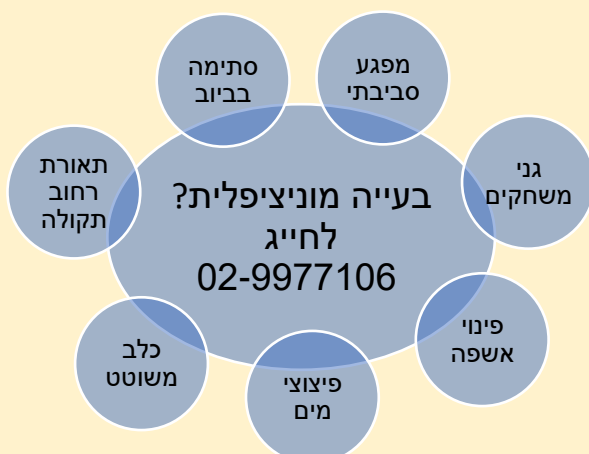 סתימה
בביוב
מפגע
סביבתי
גני
משחקים
תאורת
רחוב
תקולה
בעייה מוניציפלית?
לחייג
02-9977106
פינוי
אשפה
כלב
משוטט
פיצוצי
מים